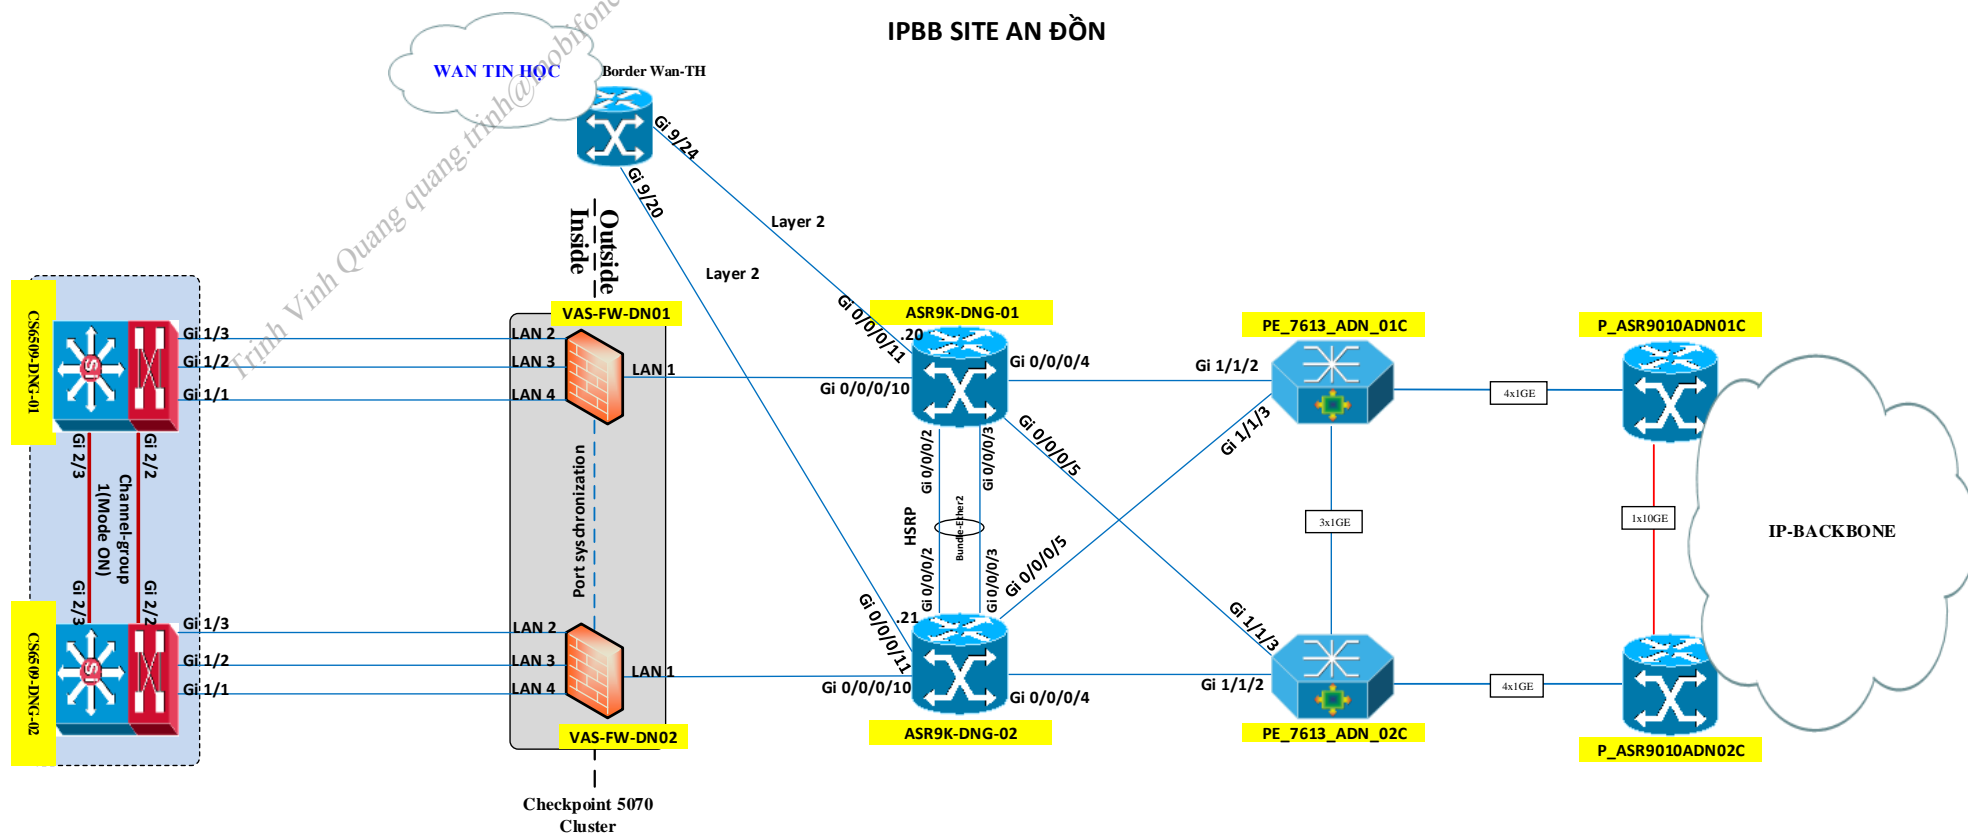 IPBB SITE AN ĐỒN
WAN TIN HỌC
Border Wan-TH
Trịnh Vinh Quang quang.trinh@mobifone
Gi 9/24
Gi 9/20
Layer 2
Layer 2
Outside
Inside
CS6509-DNG-01
Gi 1/3
Gi 1/2
Gi 1/1
Gi 2/3
Gi 2/2
Channel-group
1(Mode ON)
Gi 2/3
Gi 2/2
CS6509-DNG-02
Gi 1/3
Gi 1/2
Gi 1/1
VAS-FW-DN01
LAN 2
LAN 3
LAN 4
LAN 1
Port syschronization
LAN 2
LAN 3
LAN 4
LAN 1
VAS-FW-DN02
Checkpoint 5070
Cluster
ASR9K-DNG-01
.20
Gi 0/0/0/11
Gi 0/0/0/10
Gi 0/0/0/4
Gi 0/0/0/5
Gi 0/0/0/2
Gi 0/0/0/3
HSRP
Bundle-Ether2
Gi 0/0/0/2
Gi 0/0/0/3
.21
Gi 0/0/0/11
Gi 0/0/0/10
Gi 0/0/0/5
Gi 0/0/0/4
ASR9K-DNG-02
PE_7613_ADN_01C
Gi 1/1/2
Gi 1/1/3
3x1GE
Gi 1/1/3
Gi 1/1/2
PE_7613_ADN_02C
4x1GE
4x1GE
P_ASR9010ADN01C
1x10GE
P_ASR9010ADN02C
IP-BACKBONE